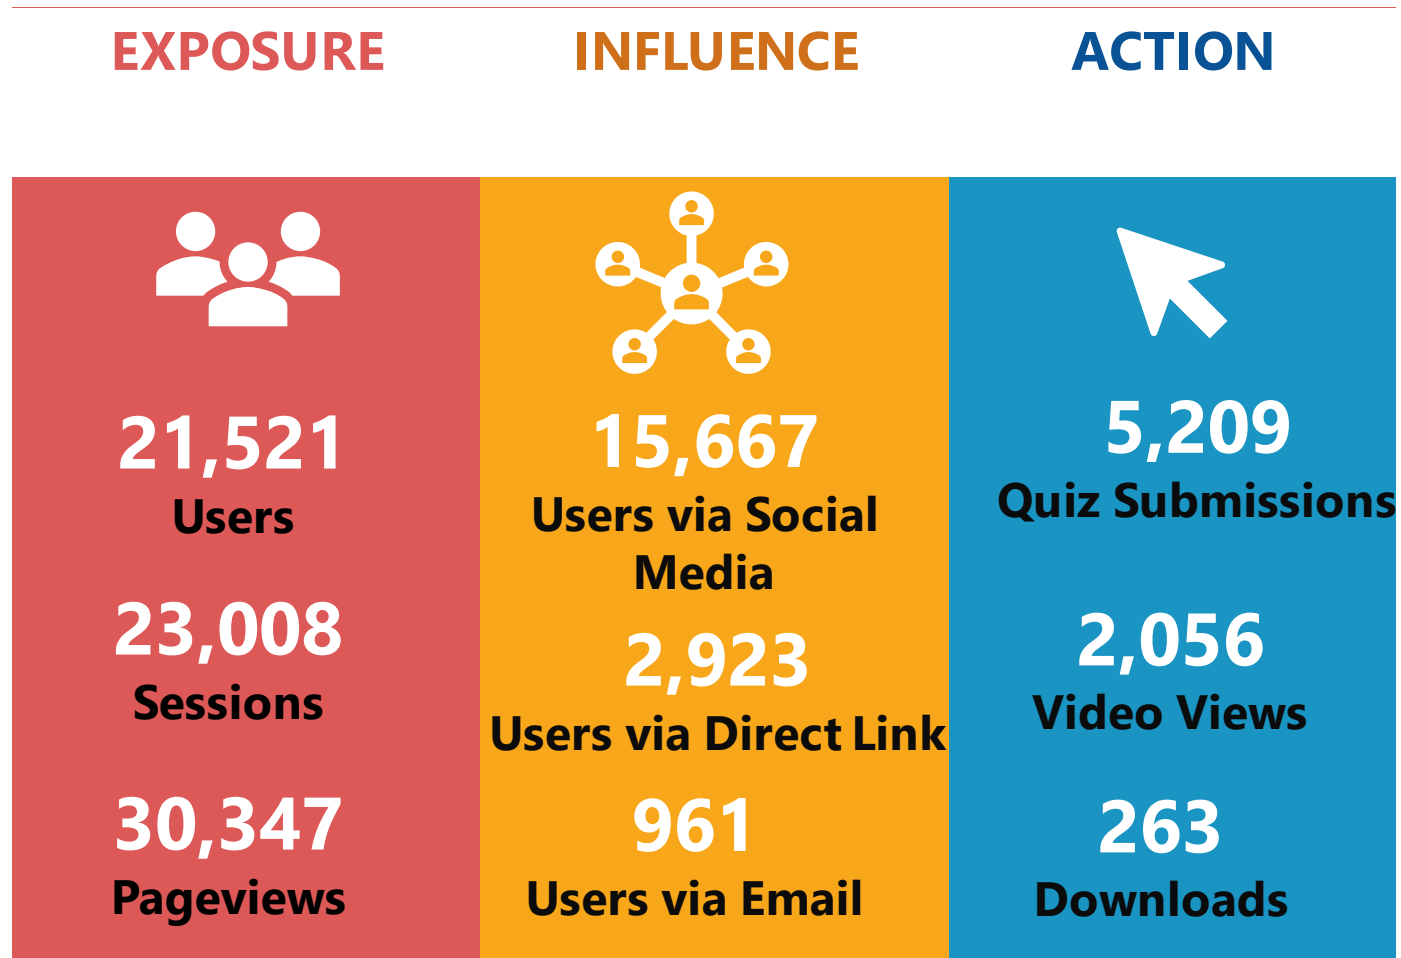 EXPOSURE
INFLUENCE
ACTION
21,521
Users
23,008
Sessions
30,347
Pageviews
15,667
Users via Social
Media
2,923
Users via Direct Link
961
Users via Email
5,209
Quiz Submissions
2,056
Video Views
263
Downloads